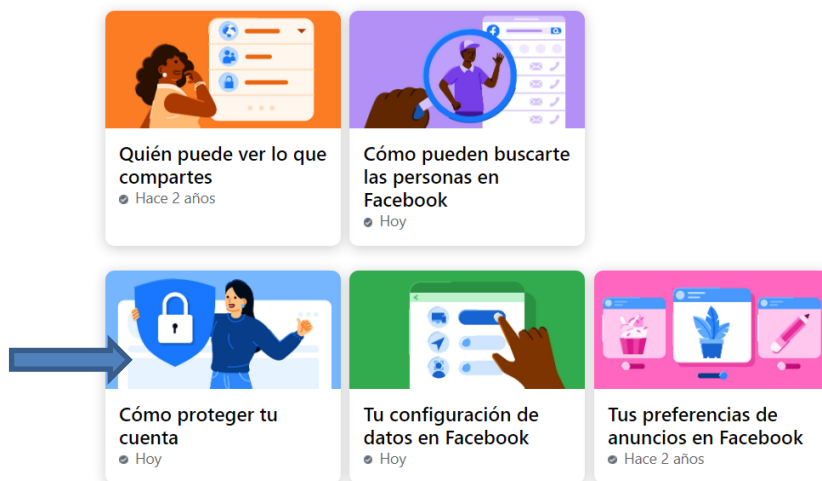 Quién puede ver lo que
compartes
Hace 2 años
Cómo pueden buscarte
las personas en
Facebook
Hoy
Cómo proteger tu
cuenta
Hoy
Tu configuración de
datos en Facebook
Hoy
Tus preferencias de
anuncios en Facebook
Hace 2 años